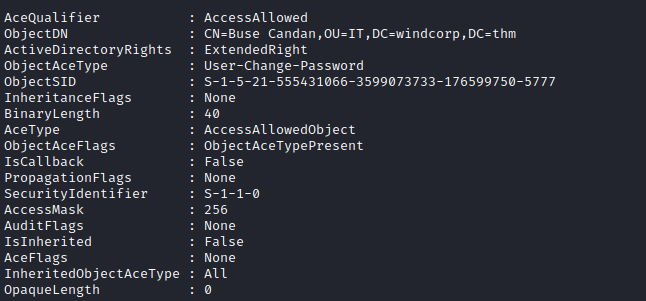 AceQualifier           : AccessAllowed
ObjectDN               : CN=Buse Candan,OU=IT,DC=windcorp,DC=thm
ActiveDirectoryRights  : ExtendedRight
ObjectAceType          : User-Change-Password
ObjectSID              : S-1-5-21-555431066-3599073733-176599750-5777
InheritanceFlags       : None
BinaryLength           : 40
AceType                : AccessAllowedObject
ObjectAceFlags         : ObjectAceTypePresent
IsCallback             : False
PropagationFlags       : None
SecurityIdentifier     : S-1-1-0
AccessMask             : 256
AuditFlags             : None
IsInherited            : False
AceFlags               : None
InheritedObjectAceType : All
OpaqueLength           : 0